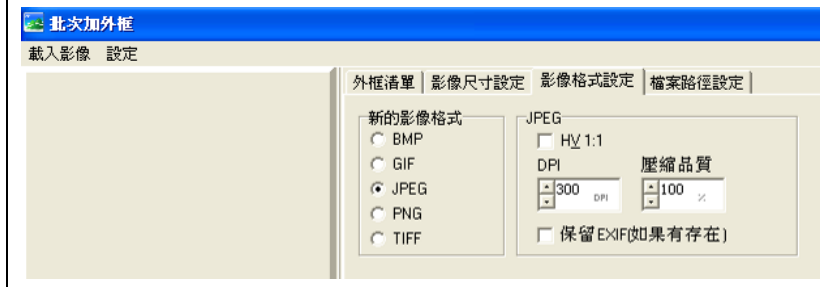 批次加外框
載入影像 設定
外框清單 影像尺寸設定 影像格式設定 檔案路徑設定
新的影像格式
BMP
GIF
JPEG
PNG
TIFF
JPEG
HV 1:1
DPI 壓縮品質
300 DPI 100 %
保留EXIF(如果有存在)